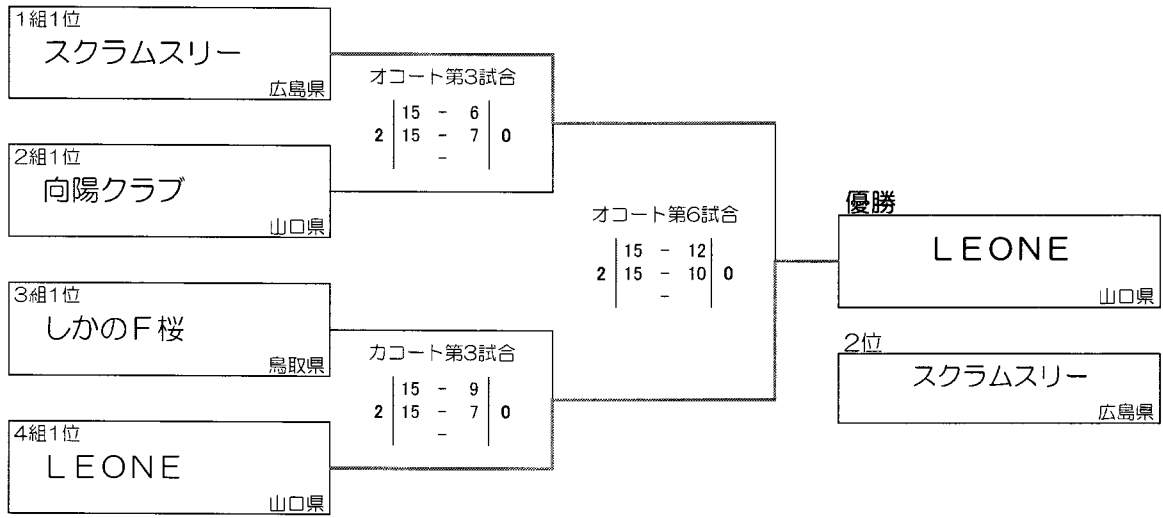 1組1位
スクラムスリー
広島県
オコート第3試合
15 - 6
2 15 - 7 0
-
2組1位
向陽クラブ
山口県
オコート第6試合
15 - 12
2 15 - 10 0
-
優勝
LEONE
山口県
3組1位
しかのF桜
鳥取県
カコート第3試合
15 - 9
2 15 - 7 0
-
2位
スクラムスリー
広島県
4組1位
LEONE
山口県